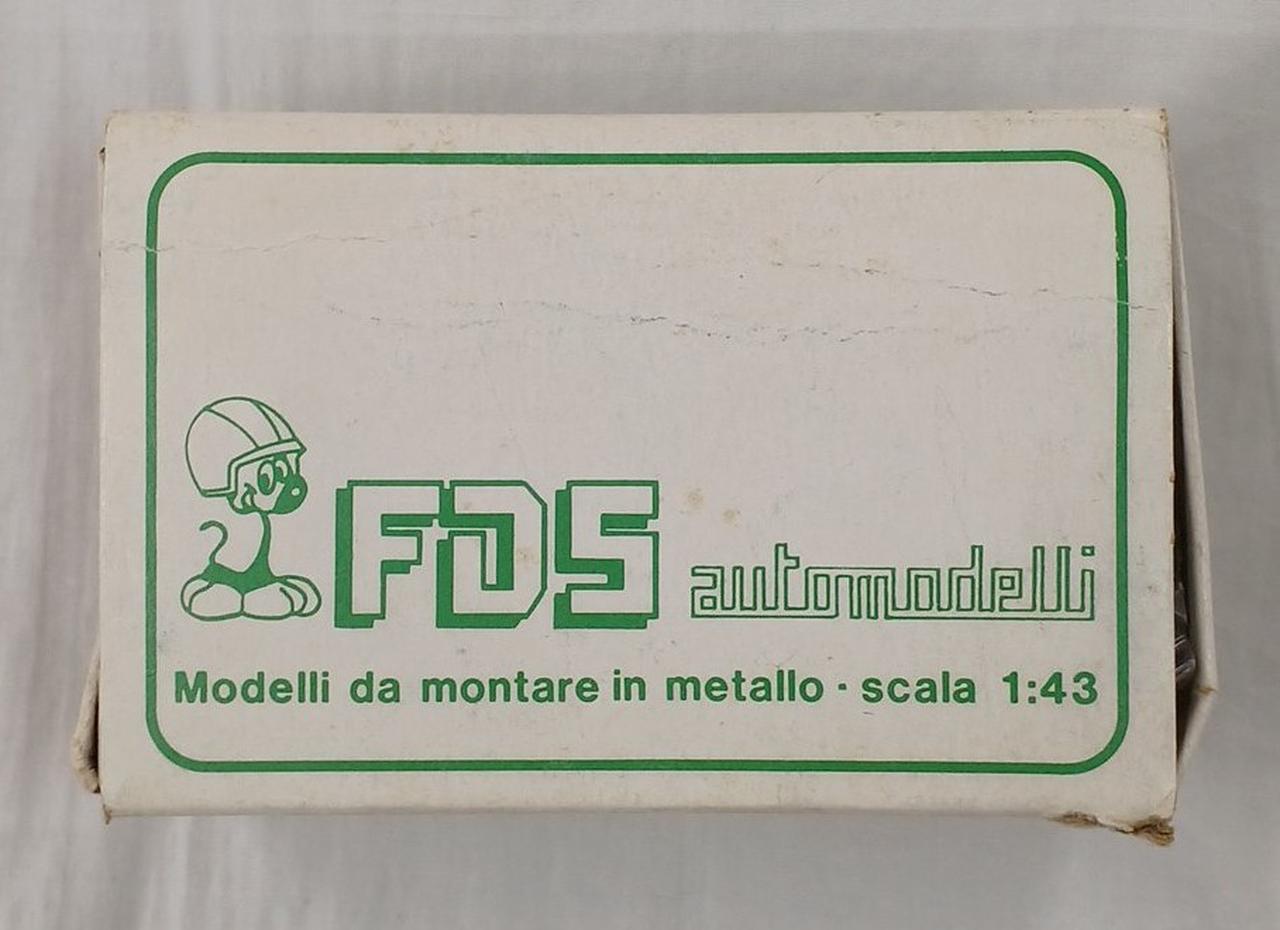 FDS automodelli
Modelli da montare in metallo · scala 1:43